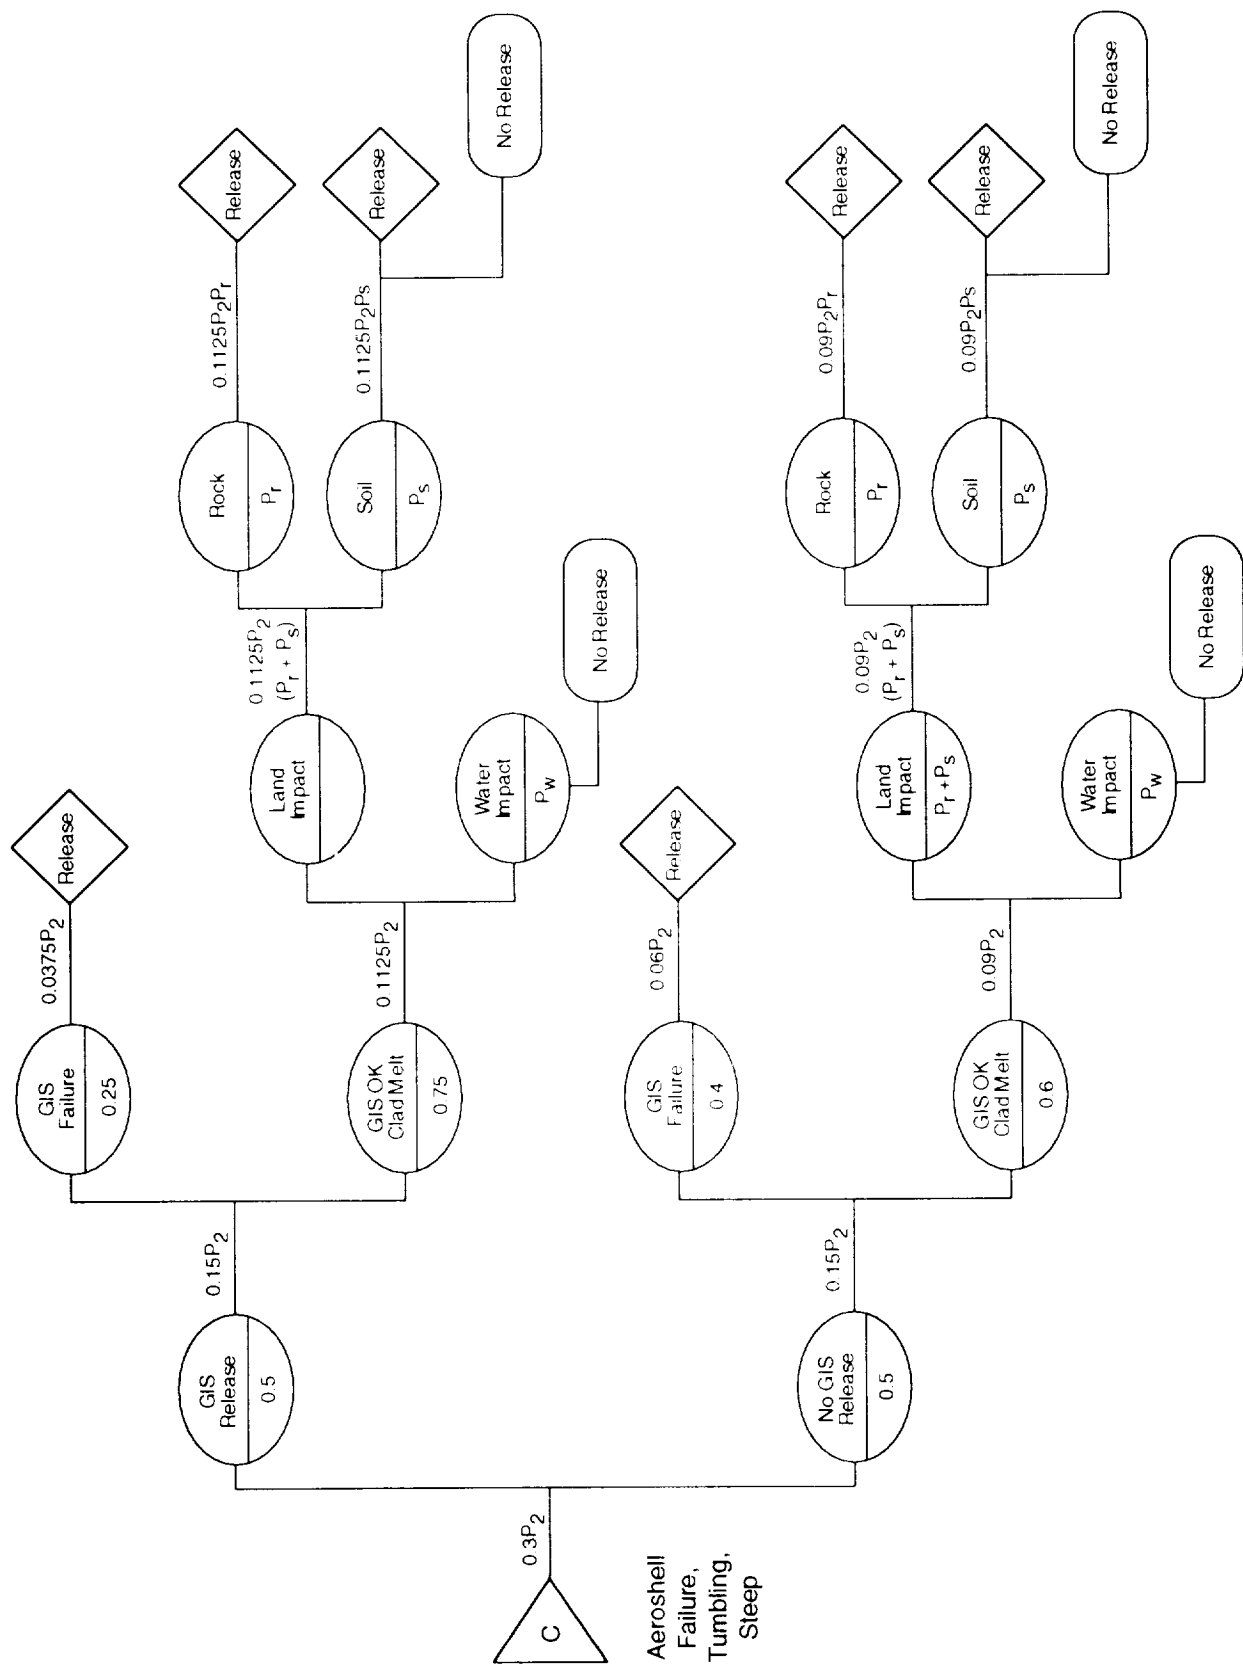 C
Aeroshell
Failure,
Tumbling,
Steep
0.3P2
GIS
Release
0.5
0.15P2
GIS
Failure
0.25
0.0375P2
Release
GIS OK
Clad Melt
0.75
0.1125P2
Land
Impact
0.1125P2
(Pr + Ps)
Rock
Pr
0.1125P2Pr
Release
Soil
Ps
0.1125P2Ps
Release
No Release
Water
Impact
Pw
No Release
No GIS
Release
0.5
0.15P2
GIS
Failure
0.4
0.06P2
Release
GIS OK
Clad Melt
0.6
0.09P2
Land
Impact
Pr + Ps
0.09P2
(Pr + Ps)
Rock
Pr
0.09P2Pr
Release
Soil
Ps
0.09P2Ps
Release
No Release
Water
Impact
Pw
No Release